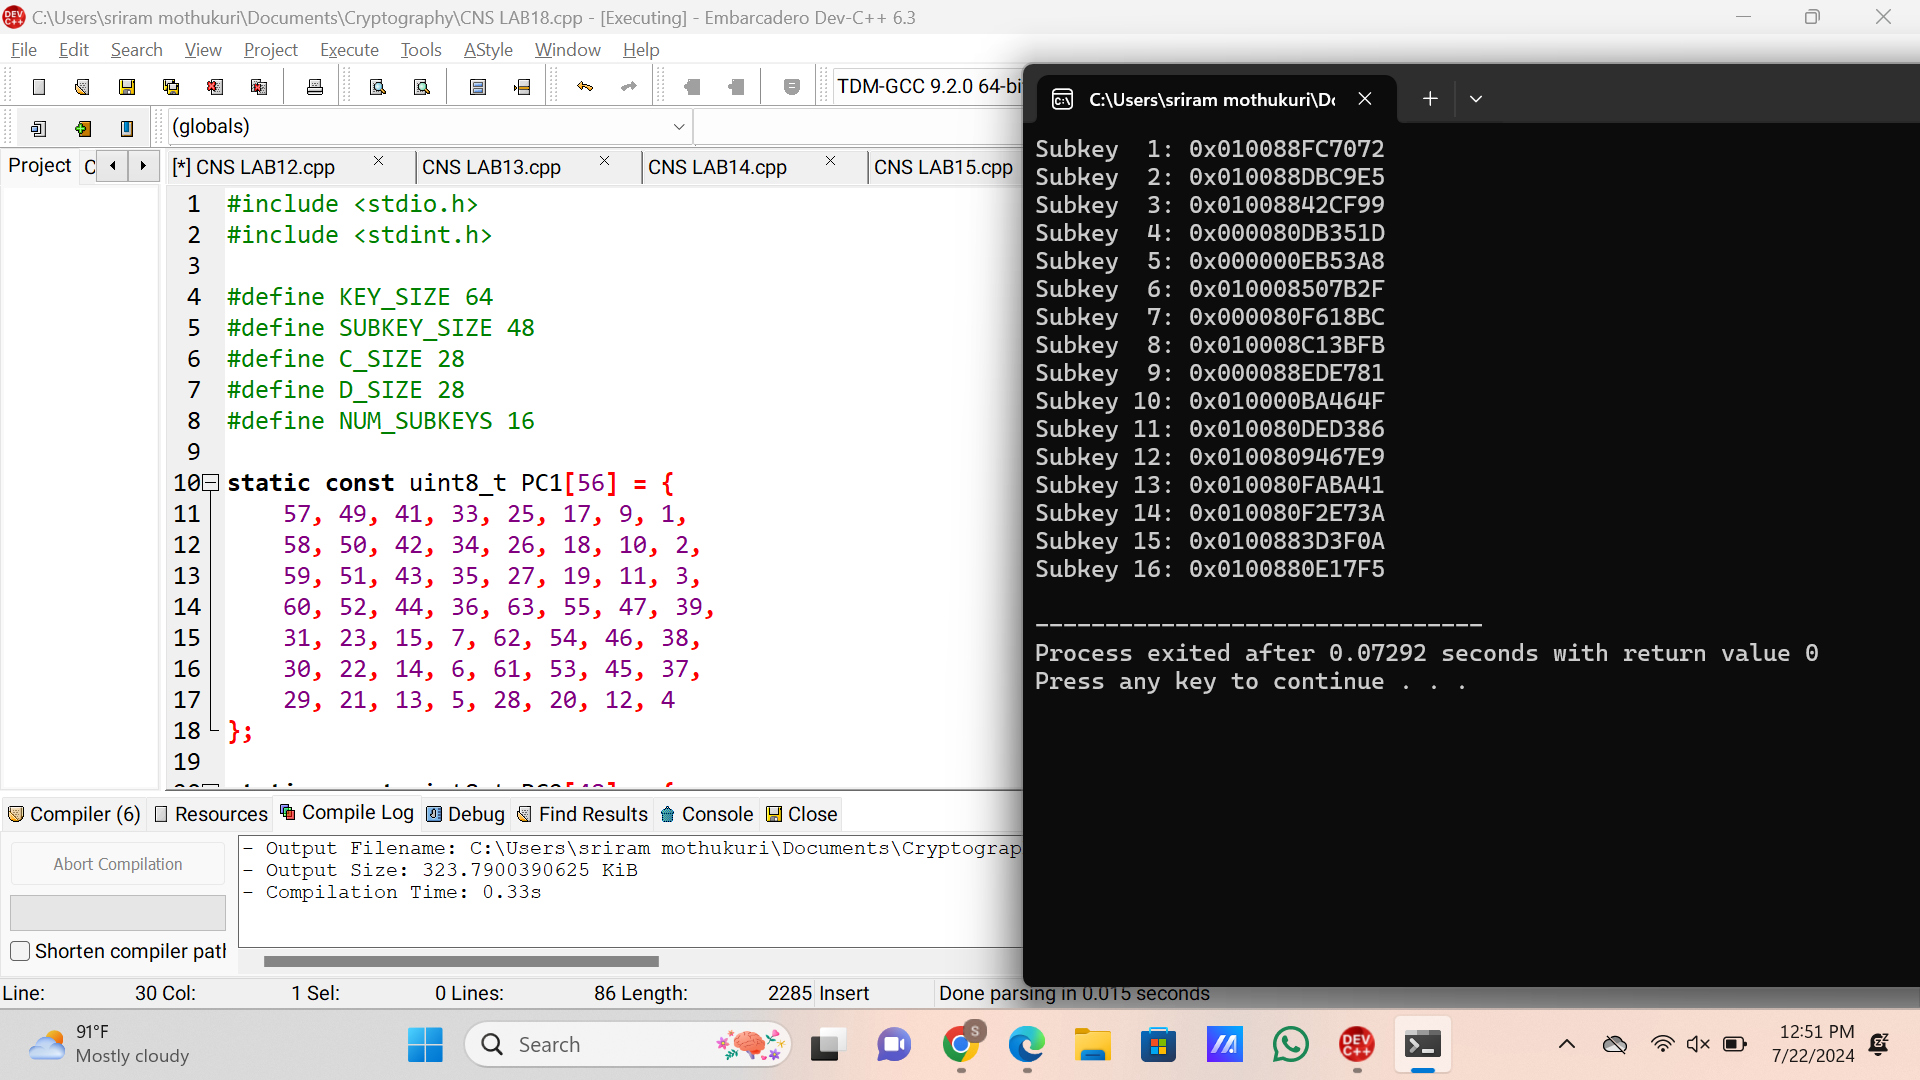 C:\Users\sriram mothukuri\Documents\Cryptography\CNS LAB18.cpp - [Executing] - Embarcadero Dev-C++ 6.3
File Edit Search View Project Execute Tools AStyle Window Help
TDM-GCC 9.2.0 64-bi
(globals)
Project C
[*] CNS LAB12.cpp CNS LAB13.cpp CNS LAB14.cpp CNS LAB15.cpp
1 #include <stdio.h>
2 #include <stdint.h>
3
4 #define KEY_SIZE 64
5 #define SUBKEY_SIZE 48
6 #define C_SIZE 28
7 #define D_SIZE 28
8 #define NUM_SUBKEYS 16
9
10 static const uint8_t PC1[56] = {
11 57, 49, 41, 33, 25, 17, 9, 1,
12 58, 50, 42, 34, 26, 18, 10, 2,
13 59, 51, 43, 35, 27, 19, 11, 3,
14 60, 52, 44, 36, 63, 55, 47, 39,
15 31, 23, 15, 7, 62, 54, 46, 38,
16 30, 22, 14, 6, 61, 53, 45, 37,
17 29, 21, 13, 5, 28, 20, 12, 4
18 };
19
C:\Users\sriram mothukuri\Do
Subkey 1: 0x010088FC7072
Subkey 2: 0x010088DBC9E5
Subkey 3: 0x01008842CF99
Subkey 4: 0x000080DB351D
Subkey 5: 0x000000EB53A8
Subkey 6: 0x010008507B2F
Subkey 7: 0x000080F618BC
Subkey 8: 0x010008C13BFB
Subkey 9: 0x000088EDE781
Subkey 10: 0x010000BA464F
Subkey 11: 0x010080DED386
Subkey 12: 0x0100809467E9
Subkey 13: 0x010080FABA41
Subkey 14: 0x010080F2E73A
Subkey 15: 0x0100883D3F0A
Subkey 16: 0x0100880E17F5
--------------------------------
Process exited after 0.07292 seconds with return value 0
Press any key to continue . . .
Compiler (6) Resources Compile Log Debug Find Results Console Close
Abort Compilation
Shorten compiler path
- Output Filename: C:\Users\sriram mothukuri\Documents\Cryptograp
- Output Size: 323.7900390625 KiB
- Compilation Time: 0.33s
Line: 30 Col: 1 Sel: 0 Lines: 86 Length: 2285 Insert Done parsing in 0.015 seconds
91°F
Mostly cloudy
Search
S
DEV C++
12:51 PM
7/22/2024